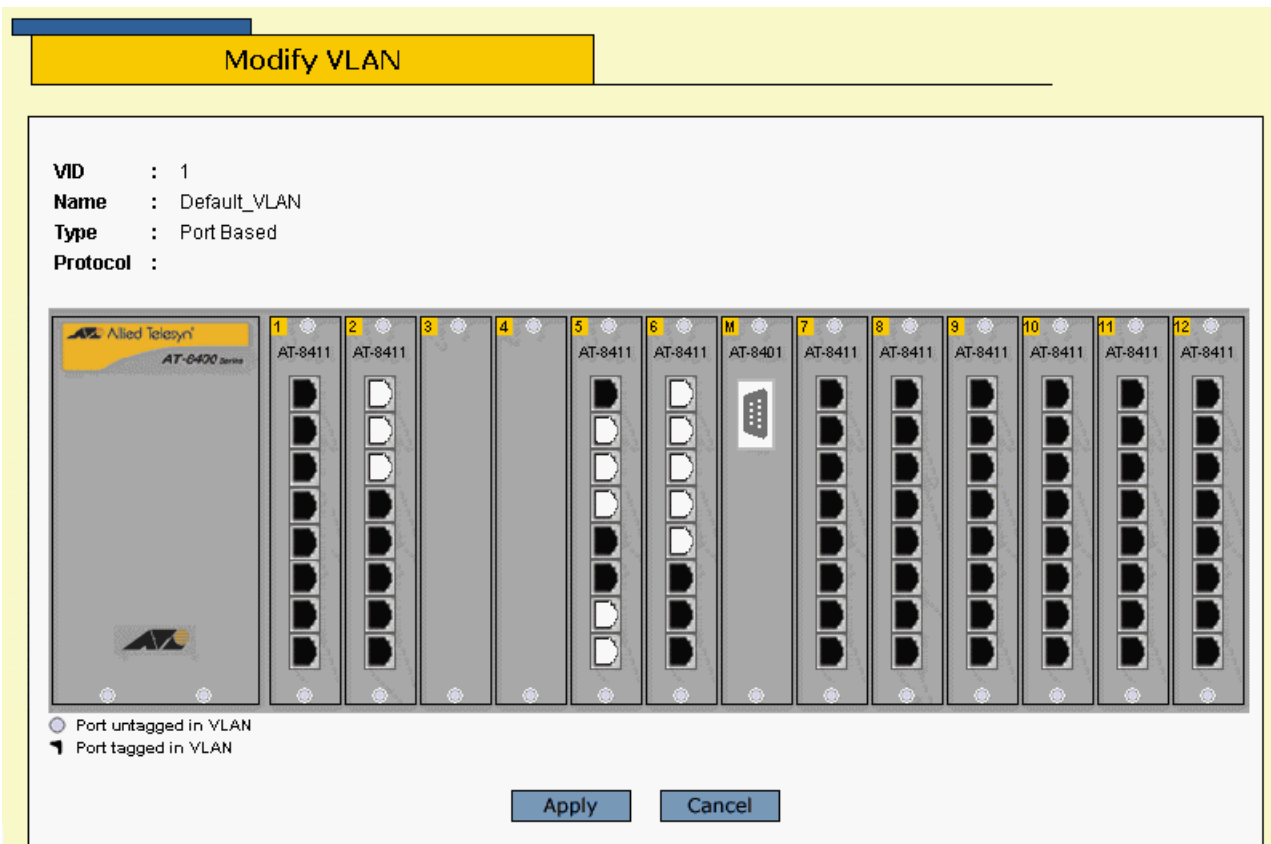 Modify VLAN
VID : 1
Name : Default_VLAN
Type : Port Based
Protocol :
Allied Telesyn
AT-8400 Series
1 2 3 4 5 6 M 7 8 9 10 11 12
AT-8411 AT-8411 AT-8411 AT-8411 AT-8401 AT-8411 AT-8411 AT-8411 AT-8411 AT-8411 AT-8411
Port untagged in VLAN
Port tagged in VLAN
Apply Cancel